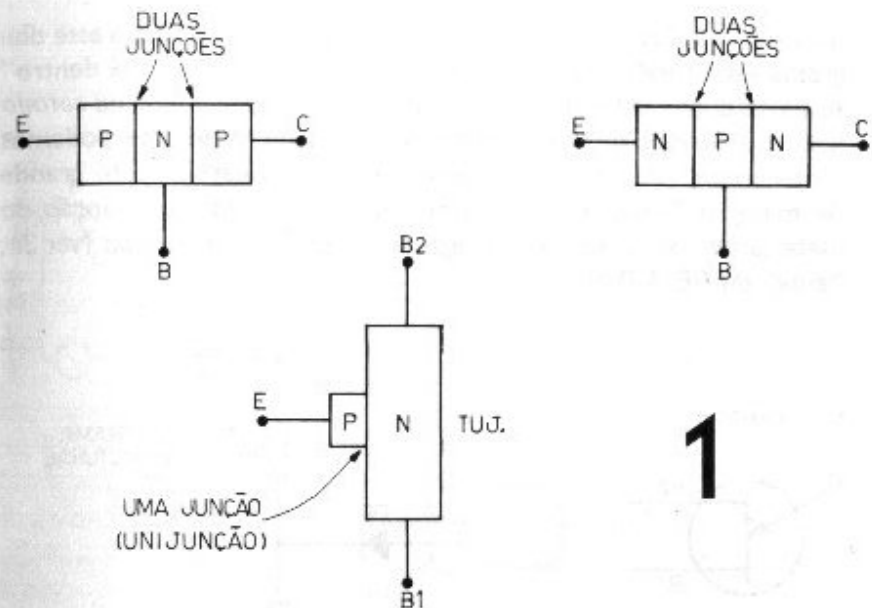 DUAS
JUNÇÕES
E
P
N
P
C
B
DUAS
JUNÇÕES
E
N
P
N
C
B
B2
E
P
N
TUJ.
UMA JUNÇÃO
(UNIJUNÇÃO)
B1
1